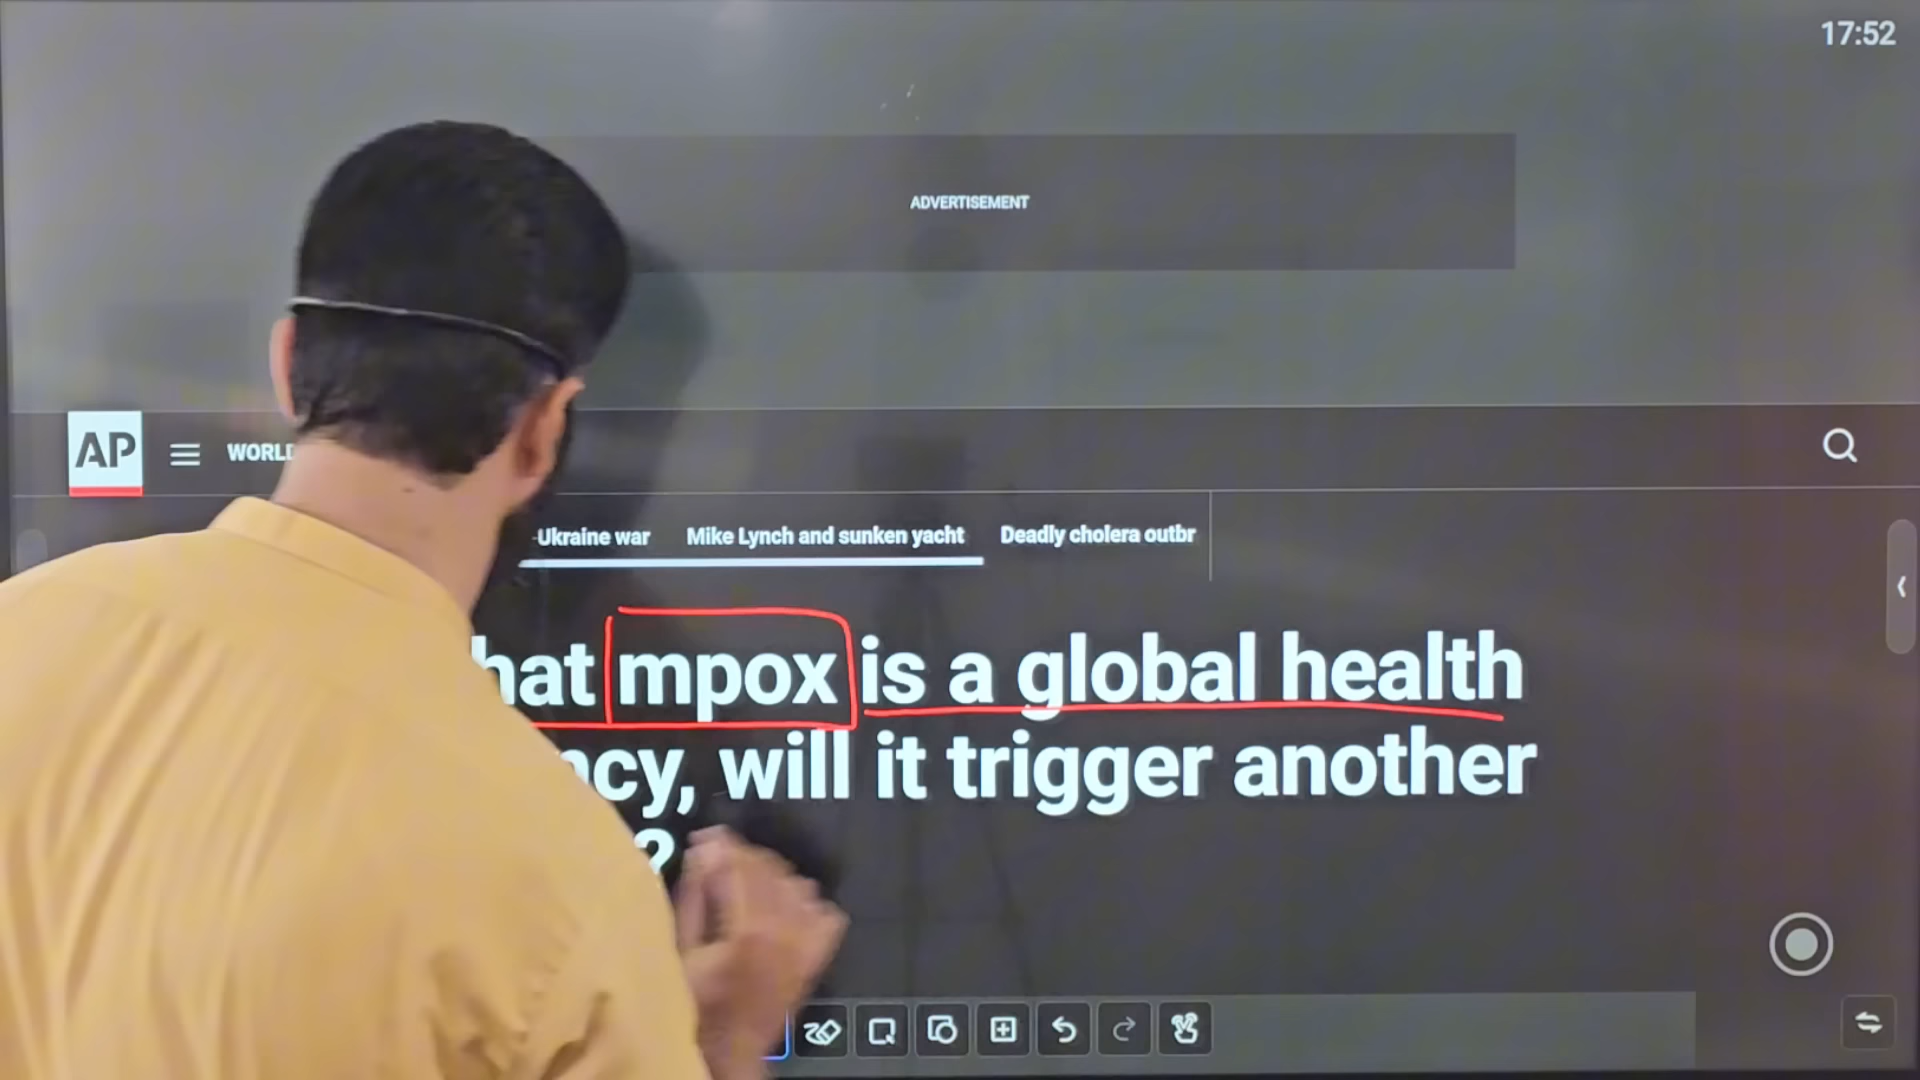 17:52
ADVERTISEMENT
AP
WORLD
Ukraine war Mike Lynch and sunken yacht Deadly cholera outbr
hat mpox is a global health
ncy, will it trigger another
?